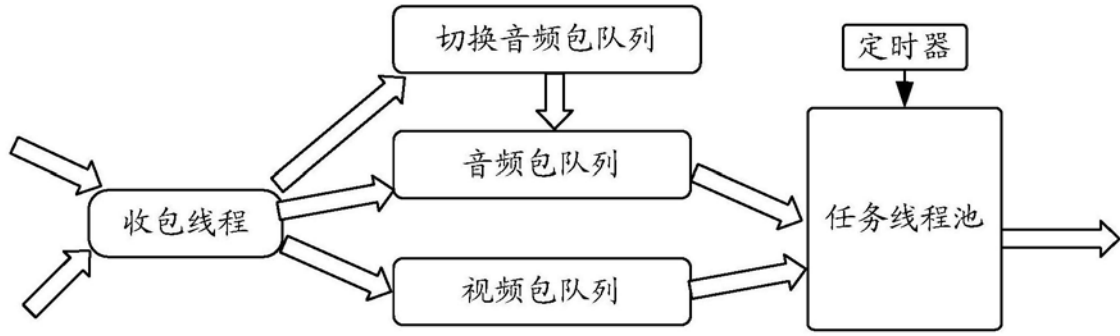 切换音频包队列
定时器
音频包队列
收包线程
任务线程池
视频包队列